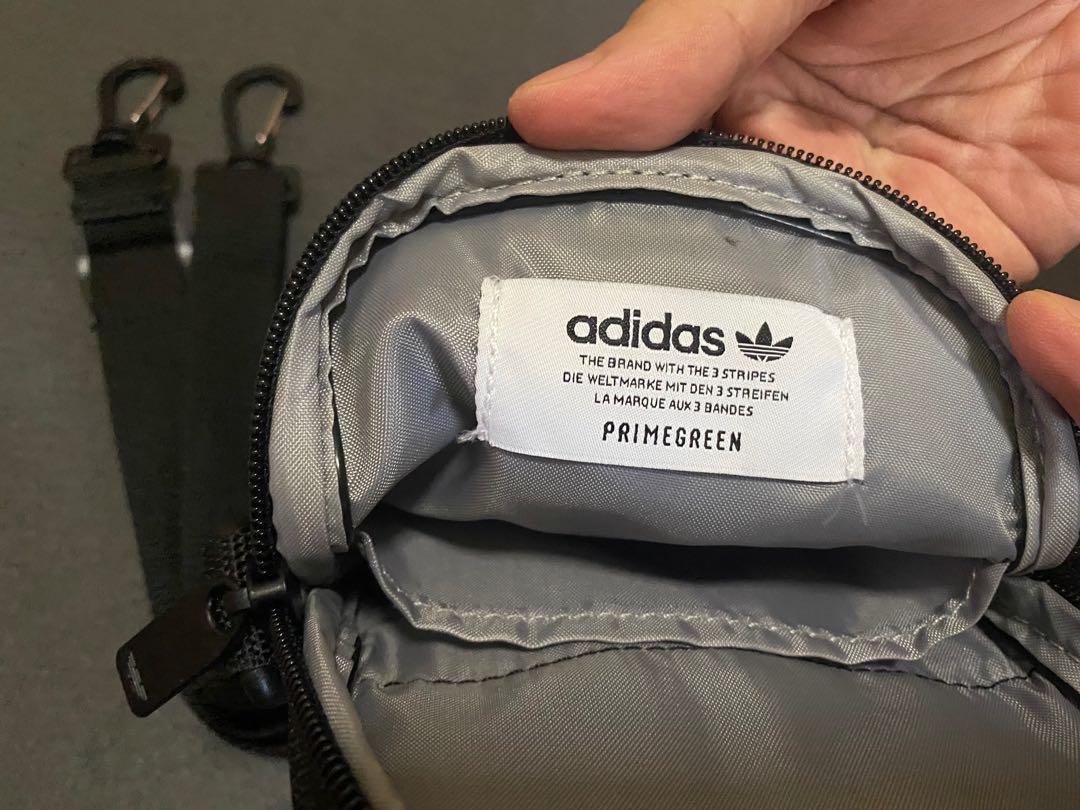 adidas
THE BRAND WITH THE 3 STRIPES
DIE WELTMARKE MIT DEN 3 STREIFEN
LA MARQUE AUX 3 BANDES
PRIMEGREEN